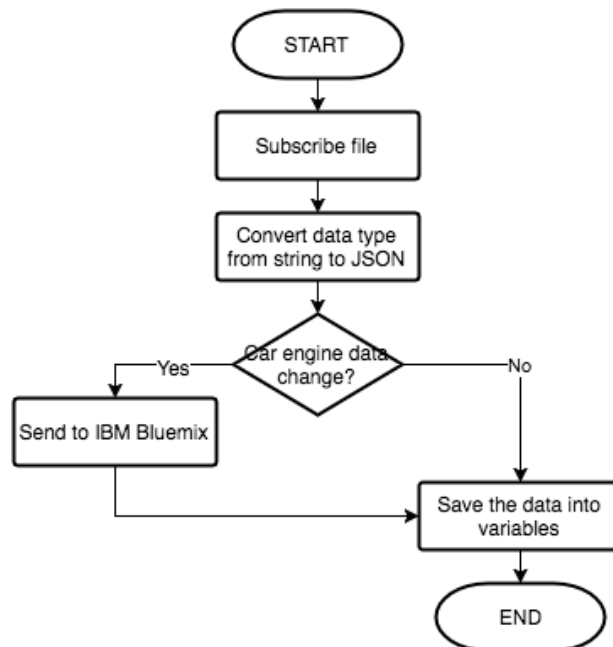 START
Subscribe file
Convert data type
from string to JSON
Car engine data
change?
Yes
No
Send to IBM Bluemix
Save the data into
variables
END